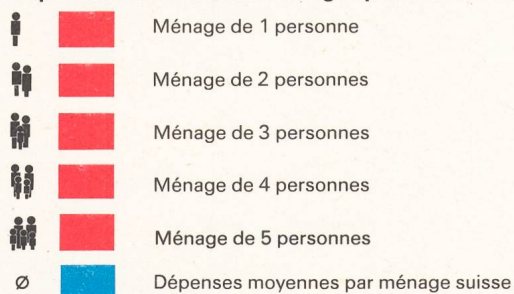 Ménage de 1 personne
Ménage de 2 personnes
Ménage de 3 personnes
Ménage de 4 personnes
Ménage de 5 personnes
Ø Dépenses moyennes par ménage suisse